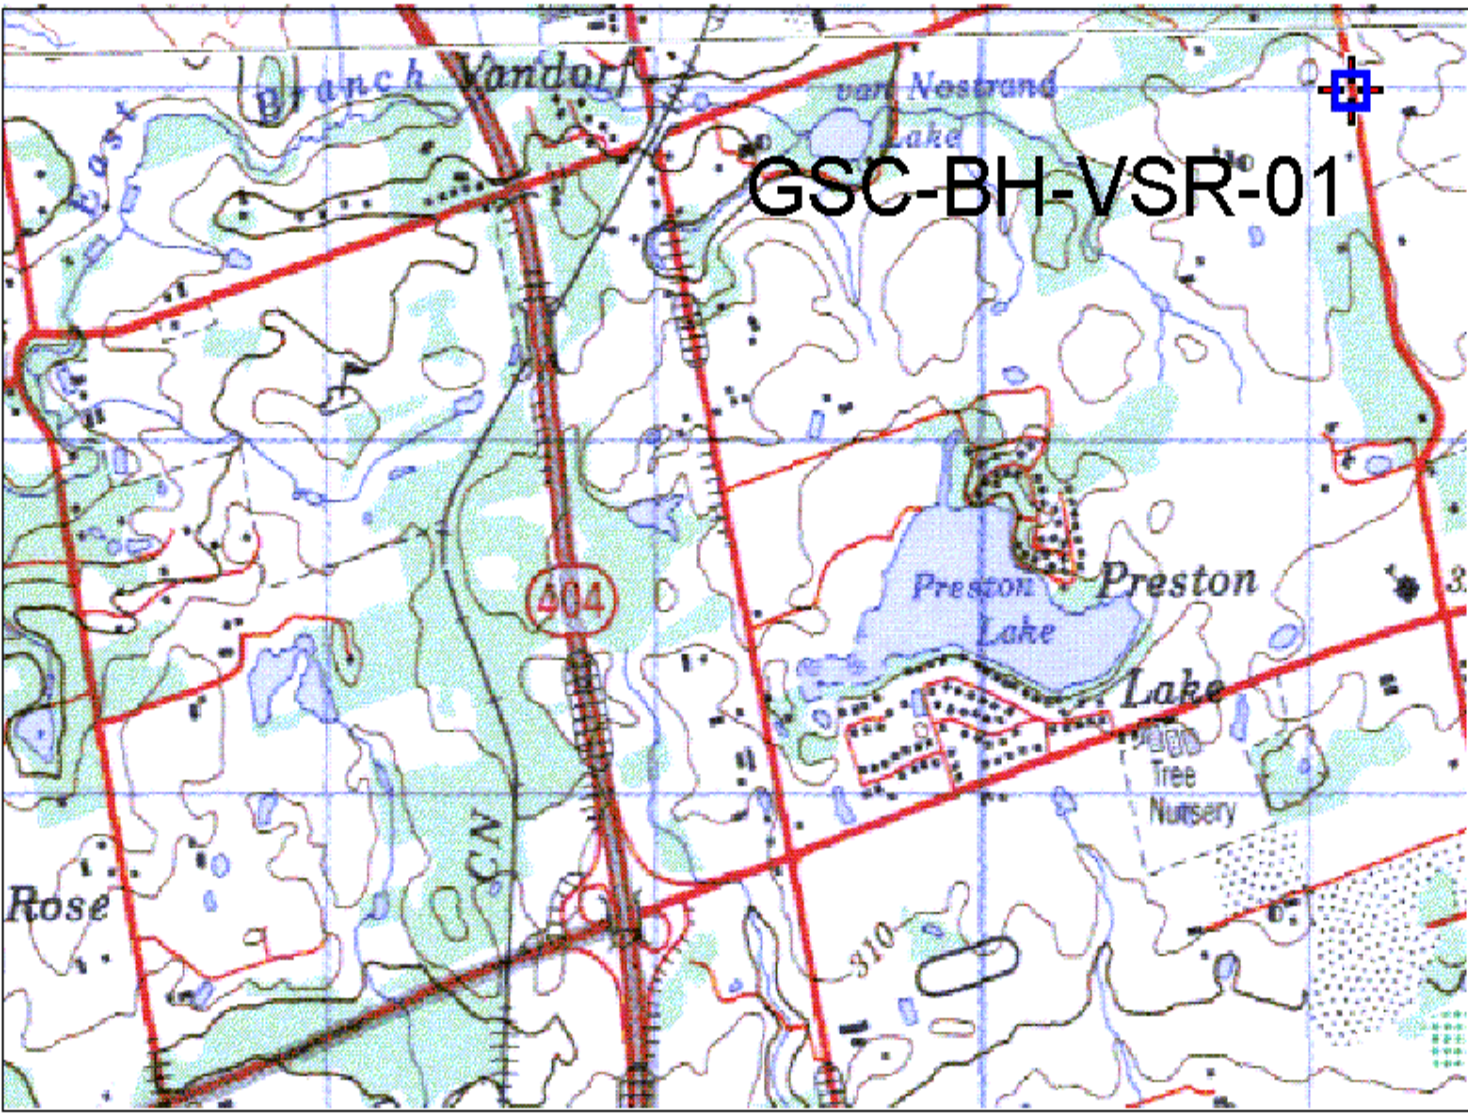 Vandorf
East
Branch
van Nostrand
Lake
GSC-BH-VSR-01
404
Preston
Lake
Preston
Lake
Tree
Nursery
CN
Rose
310